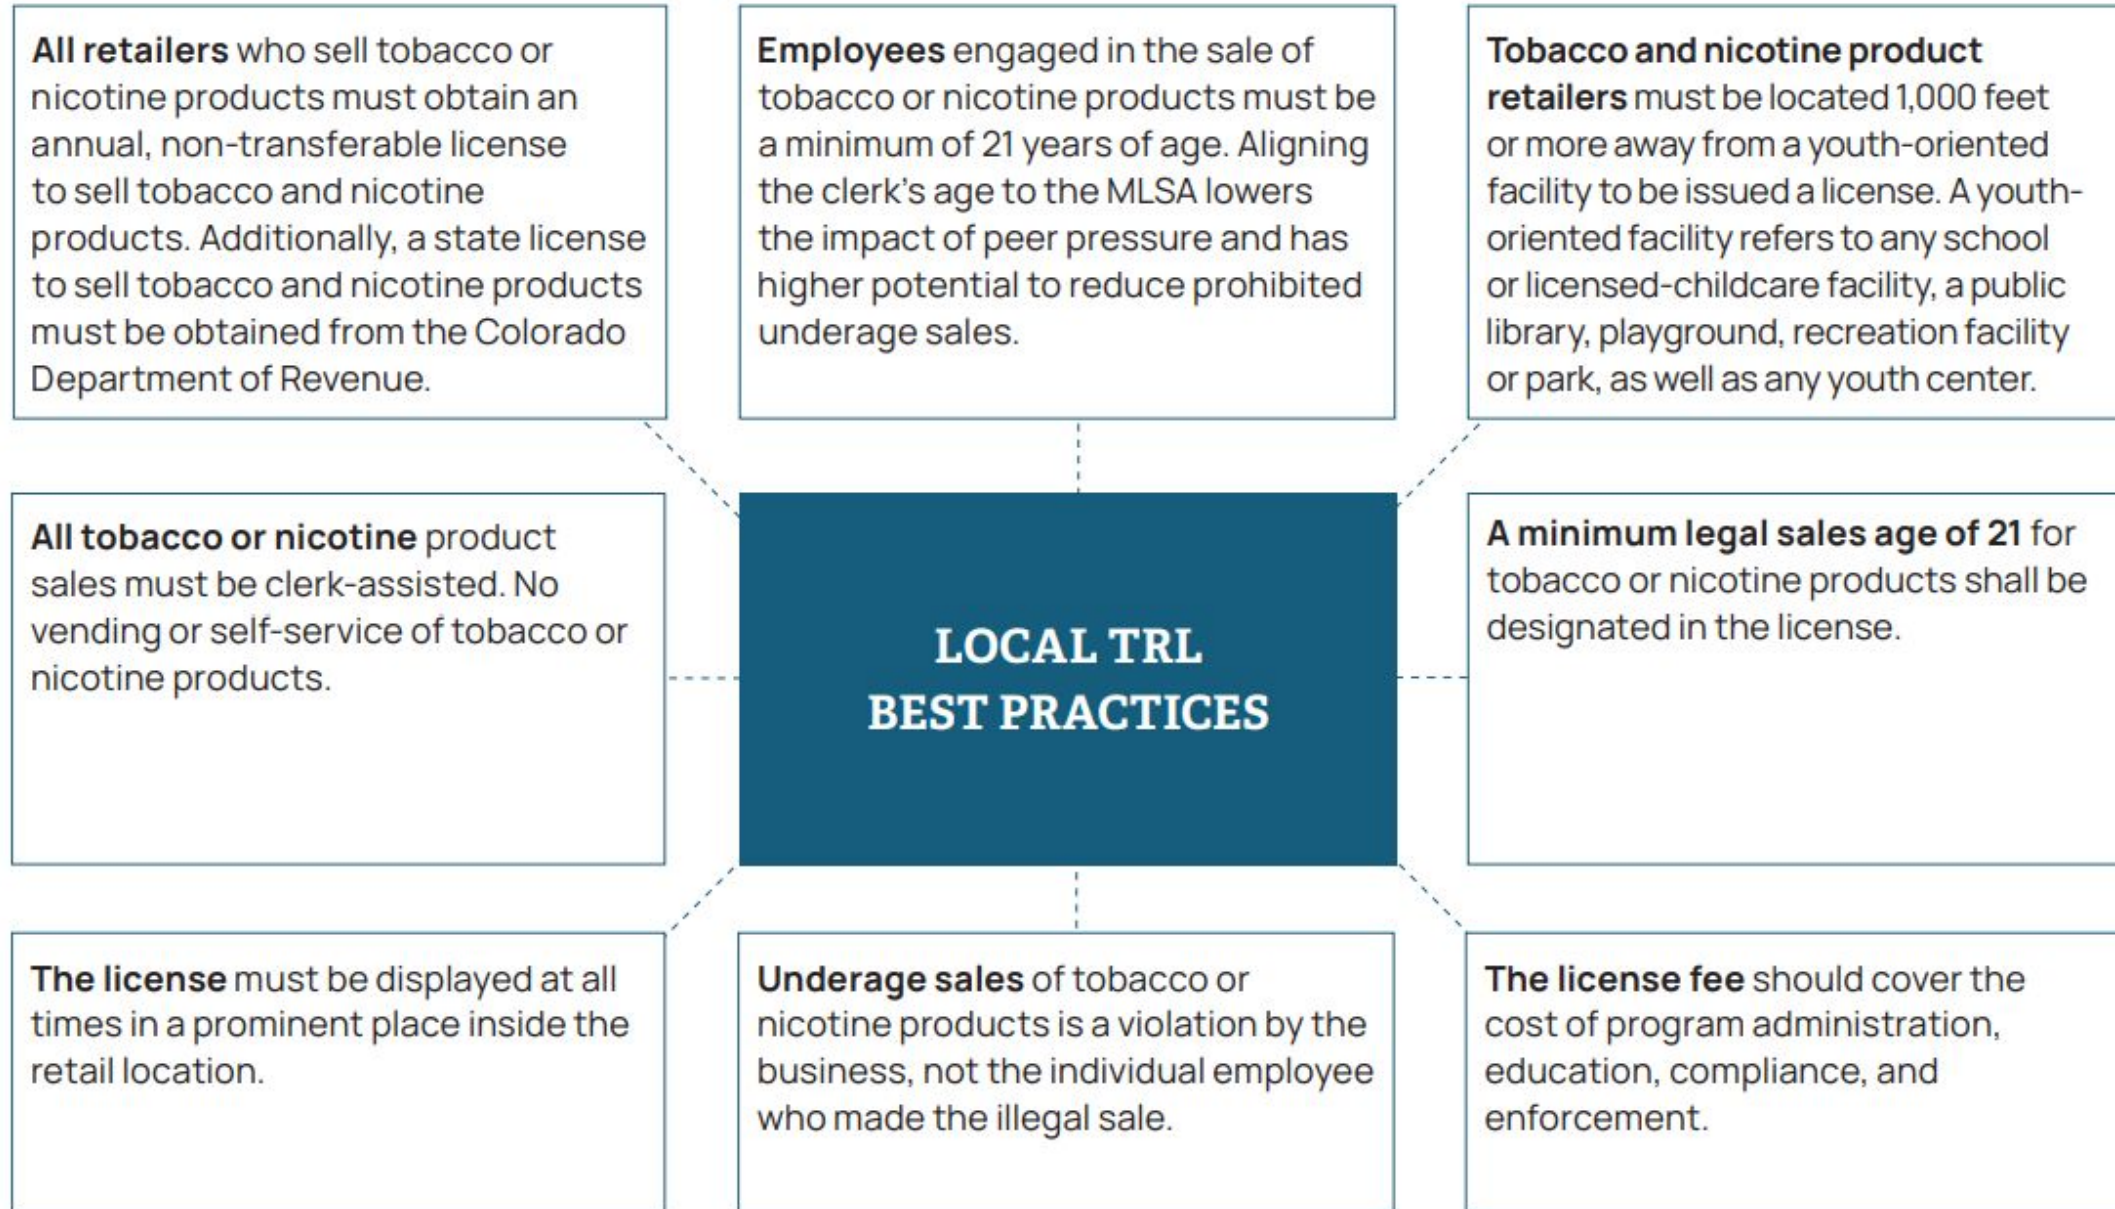 All retailers who sell tobacco or
nicotine products must obtain an
annual, non-transferable license
to sell tobacco and nicotine
products. Additionally, a state license
to sell tobacco and nicotine products
must be obtained from the Colorado
Department of Revenue.
Employees engaged in the sale of
tobacco or nicotine products must be
a minimum of 21 years of age. Aligning
the clerk’s age to the MLSA lowers
the impact of peer pressure and has
higher potential to reduce prohibited
underage sales.
Tobacco and nicotine product
retailers must be located 1,000 feet
or more away from a youth-oriented
facility to be issued a license. A youth-
oriented facility refers to any school
or licensed-childcare facility, a public
library, playground, recreation facility
or park, as well as any youth center.
All tobacco or nicotine product
sales must be clerk-assisted. No
vending or self-service of tobacco or
nicotine products.
LOCAL TRL
BEST PRACTICES
A minimum legal sales age of 21 for
tobacco or nicotine products shall be
designated in the license.
The license must be displayed at all
times in a prominent place inside the
retail location.
Underage sales of tobacco or
nicotine products is a violation by the
business, not the individual employee
who made the illegal sale.
The license fee should cover the
cost of program administration,
education, compliance, and
enforcement.